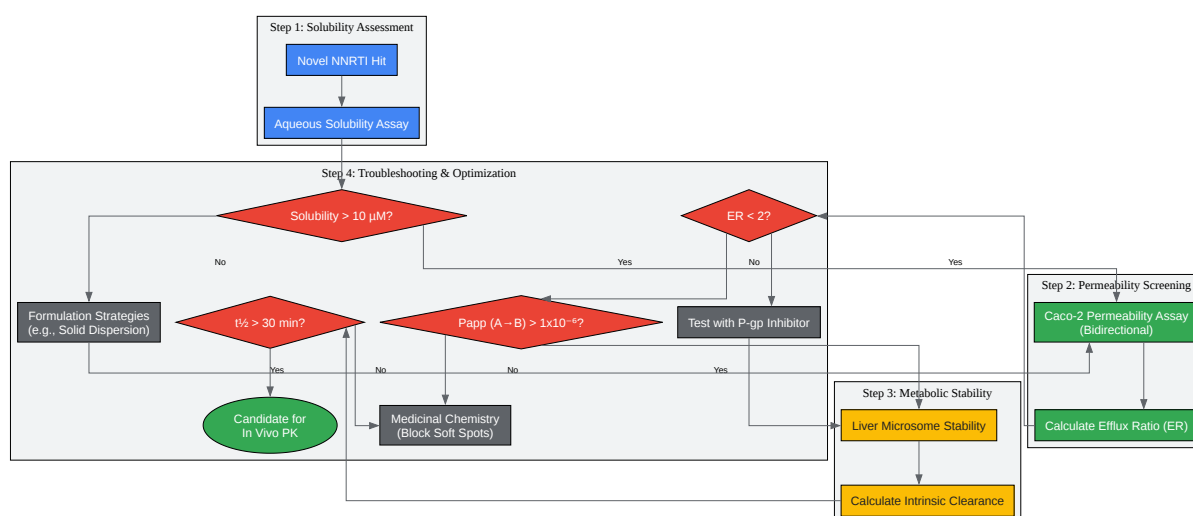 Step 1: Solubility Assessment
Novel NNRTI Hit
Aqueous Solubility Assay
Step 4: Troubleshooting & Optimization
Solubility > 10 µM?
ER < 2?
No
Yes
No
Yes
Step 2: Permeability Screening
Formulation Strategies
(e.g., Solid Dispersion)
t½ > 30 min?
Papp (A→B) > 1x10⁻⁶?
Test with P-gp Inhibitor
Caco-2 Permeability Assay
(Bidirectional)
Yes
No
No
Yes
Step 3: Metabolic Stability
Candidate for
In Vivo PK
Medicinal Chemistry
(Block Soft Spots)
Liver Microsome Stability
Calculate Efflux Ratio (ER)
Calculate Intrinsic Clearance